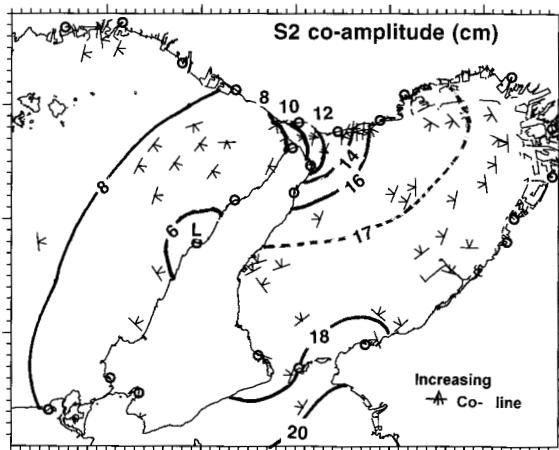 S2 co-amplitude (cm)
8
10
12
14
16
8
6
L
17
18
20
Increasing
Co- line